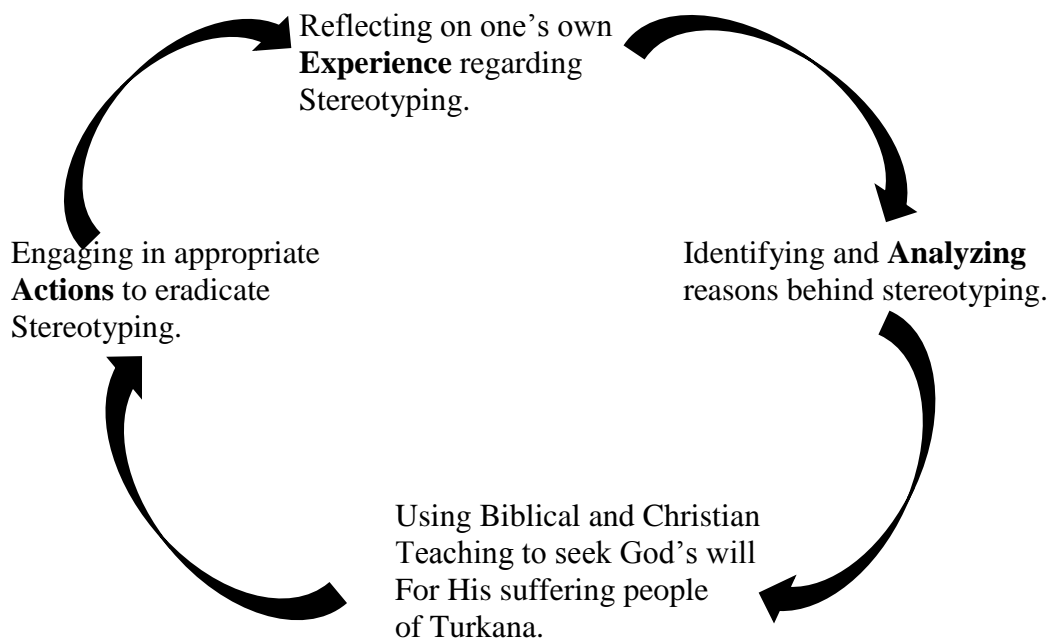 Reflecting on one’s own
Experience regarding
Stereotyping.
Identifying and Analyzing
reasons behind stereotyping.
Using Biblical and Christian
Teaching to seek God’s will
For His suffering people
of Turkana.
Engaging in appropriate
Actions to eradicate
Stereotyping.